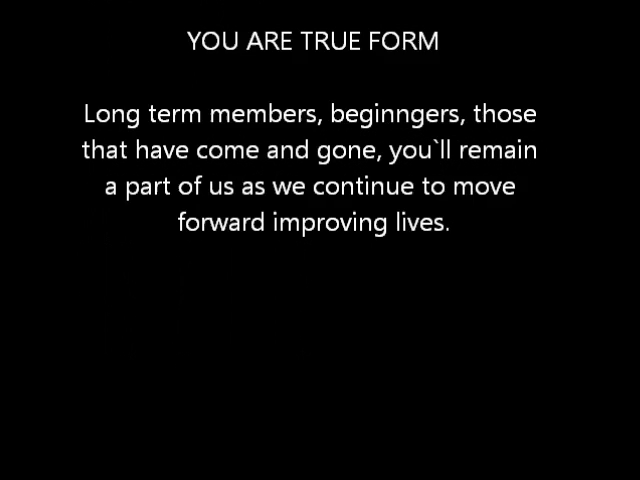 YOU ARE TRUE FORM
Long term members, beginngers, those
that have come and gone, you`ll remain
a part of us as we continue to move
forward improving lives.